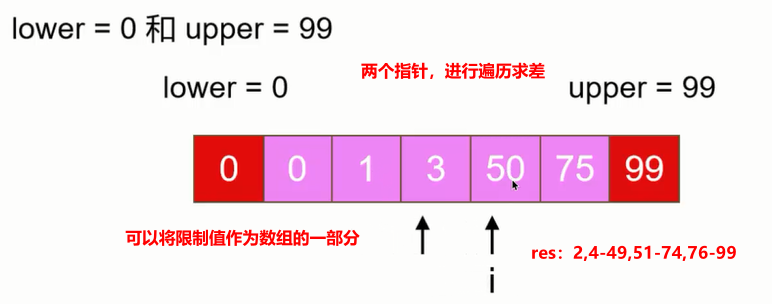 lower = 0 和 upper = 99
两个指针，进行遍历求差
lower = 0
upper = 99
0 0 1 3 50 75 99
可以将限制值作为数组的一部分
res：2,4-49,51-74,76-99
i